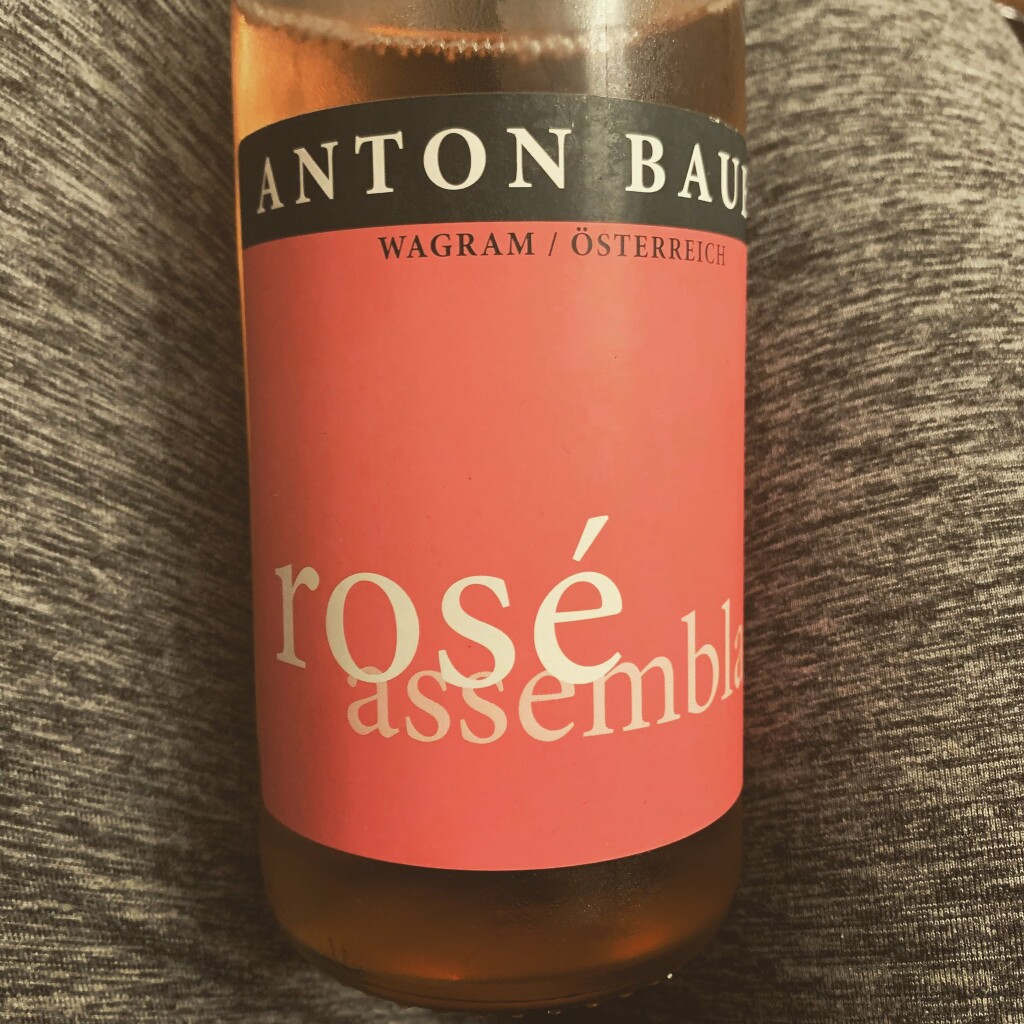 ANTON BAU
WAGRAM / ÖSTERREICH
rosé
assembla